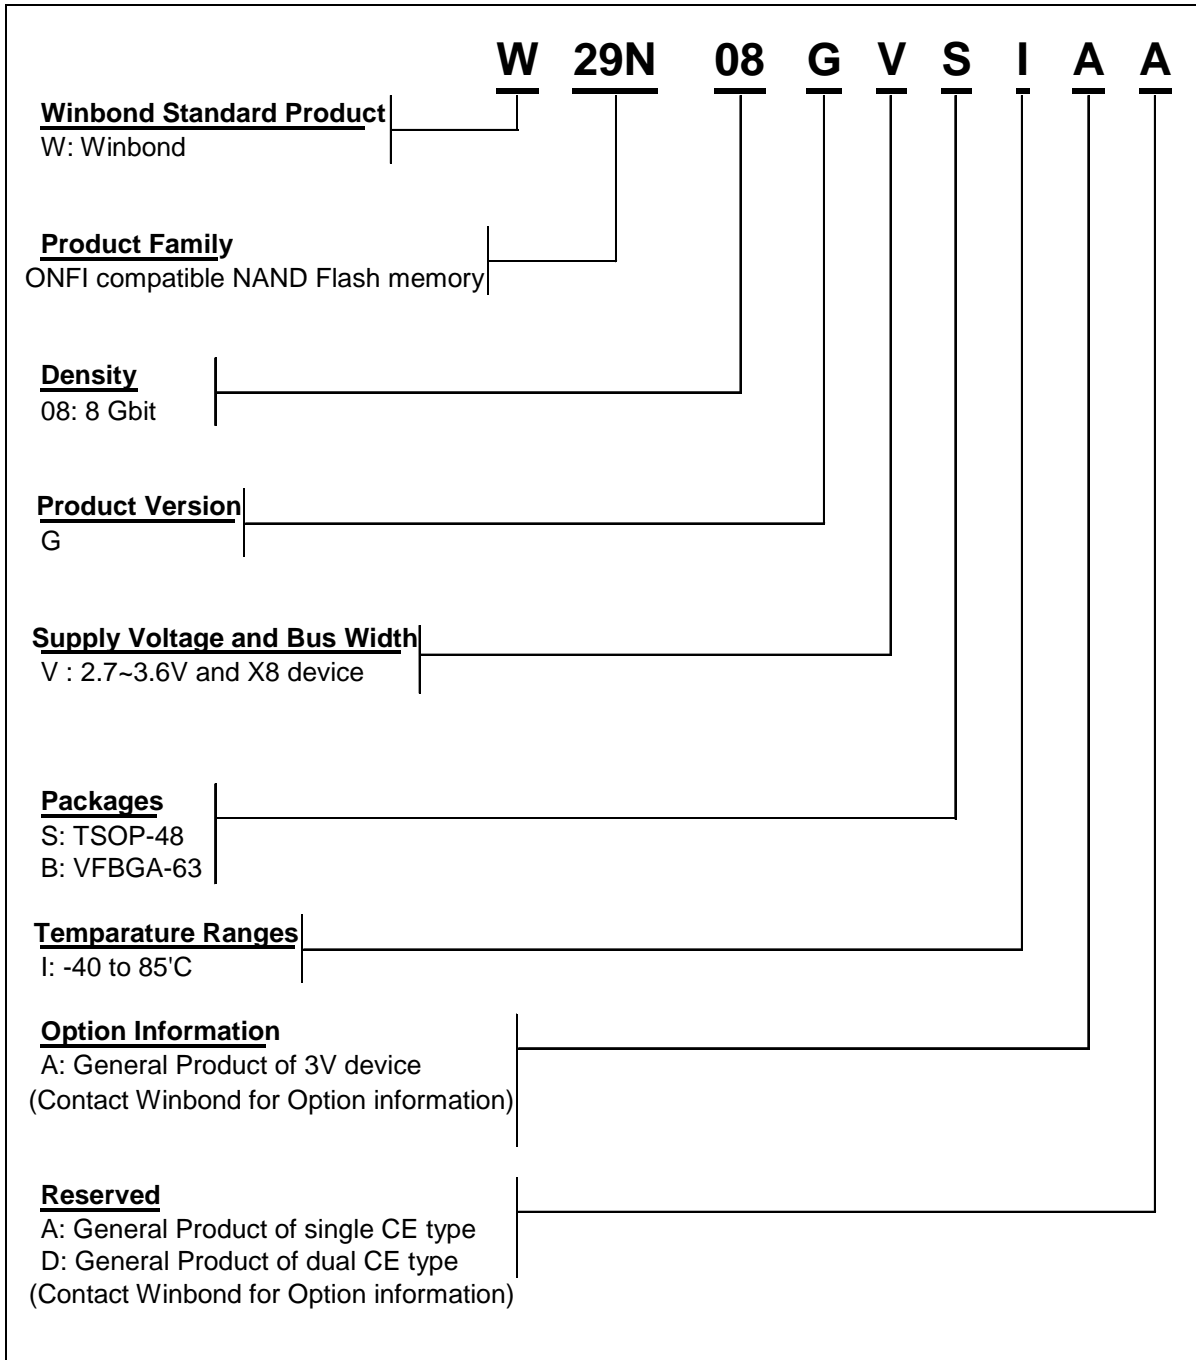 W 29N 08 G V S I A A
Winbond Standard Product
W: Winbond
Product Family
ONFI compatible NAND Flash memory
Density
08: 8 Gbit
Product Version
G
Supply Voltage and Bus Width
V : 2.7~3.6V and X8 device
Packages
S: TSOP-48
B: VFBGA-63
Temparature Ranges
I: -40 to 85'C
Option Information
A: General Product of 3V device
(Contact Winbond for Option information)
Reserved
A: General Product of single CE type
D: General Product of dual CE type
(Contact Winbond for Option information)